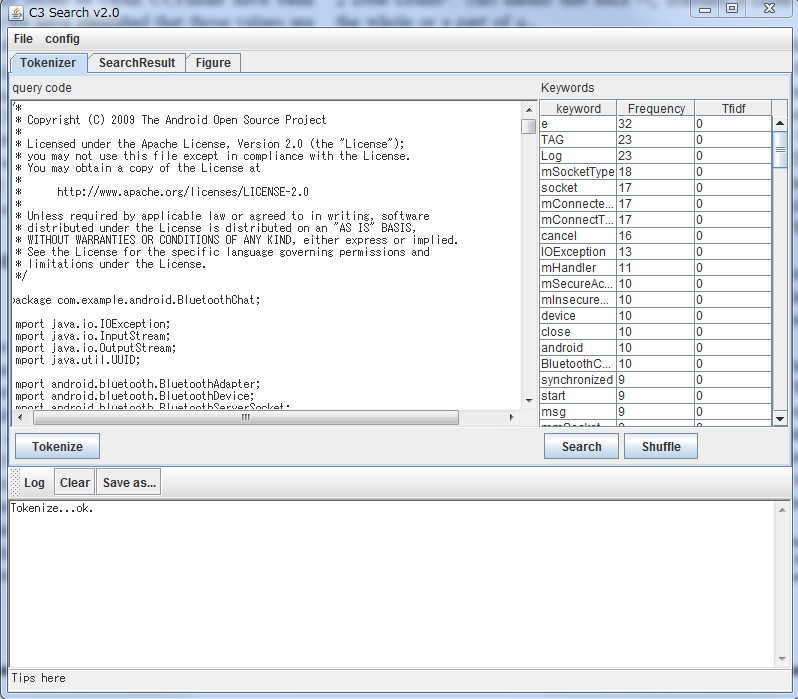 C3 Search v2.0
File config
Tokenizer SearchResult Figure
query code
/*
* Copyright (C) 2009 The Android Open Source Project
*
* Licensed under the Apache License, Version 2.0 (the "License");
* you may not use this file except in compliance with the License.
* You may obtain a copy of the License at
*
* http://www.apache.org/licenses/LICENSE-2.0
*
* Unless required by applicable law or agreed to in writing, software
* distributed under the License is distributed on an "AS IS" BASIS,
* WITHOUT WARRANTIES OR CONDITIONS OF ANY KIND, either express or implied.
* See the License for the specific language governing permissions and
* limitations under the License.
*/
package com.example.android.BluetoothChat;
mport java.io.IOException;
mport java.io.InputStream;
mport java.io.OutputStream;
mport java.util.UUID;
mport android.bluetooth.BluetoothAdapter;
mport android.bluetooth.BluetoothDevice;
mport android.bluetooth.BluetoothServerSocket;
Keywords
keyword Frequency Tfidf
e 32 0
TAG 23 0
Log 23 0
mSocketType 18 0
socket 17 0
mConnecte... 17 0
mConnectT... 17 0
cancel 16 0
IOException 13 0
mHandler 11 0
mSecureAc... 10 0
mInsecure... 10 0
device 10 0
close 10 0
android 10 0
BluetoothC... 10 0
synchronized 9 0
start 9 0
msg 9 0
Tokenize
Search Shuffle
Log Clear Save as...
Tokenize...ok.
Tips here